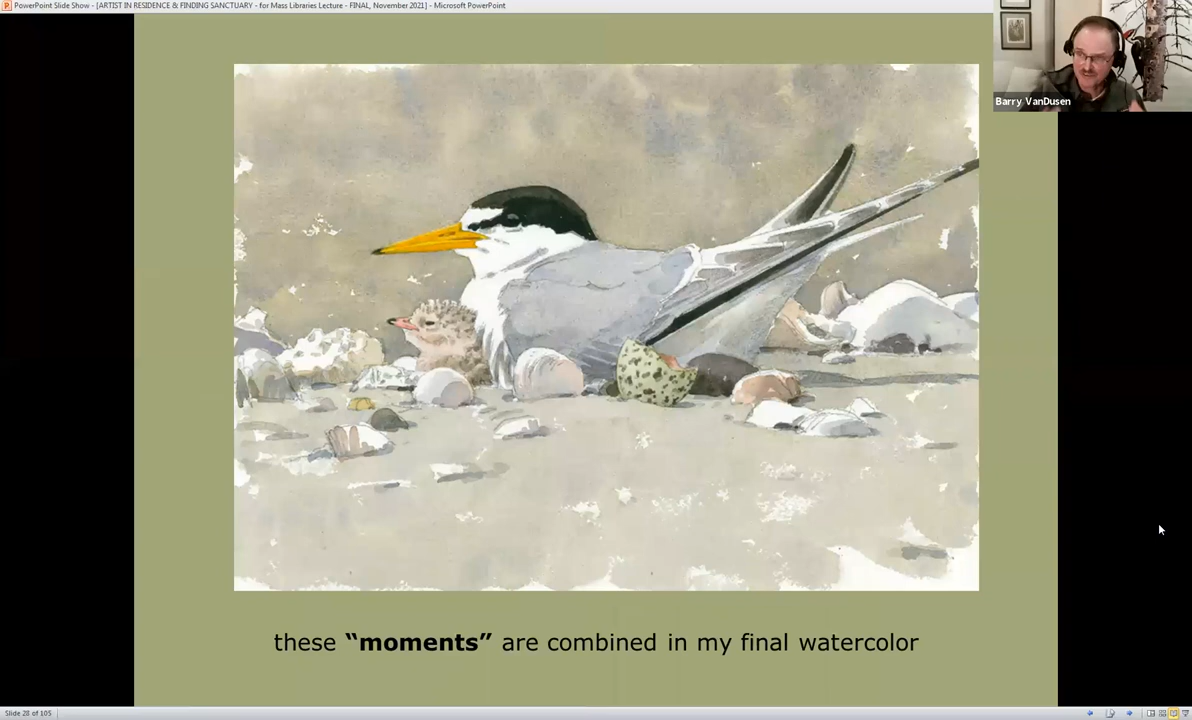 PowerPoint Slide Show - [ARTIST IN RESIDENCE & FINDING SANCTUARY - for Mass Libraries Lecture - FINAL, November 2021] - Microsoft PowerPoint
Barry VanDusen
these “moments” are combined in my final watercolor
Slide 28 of 105